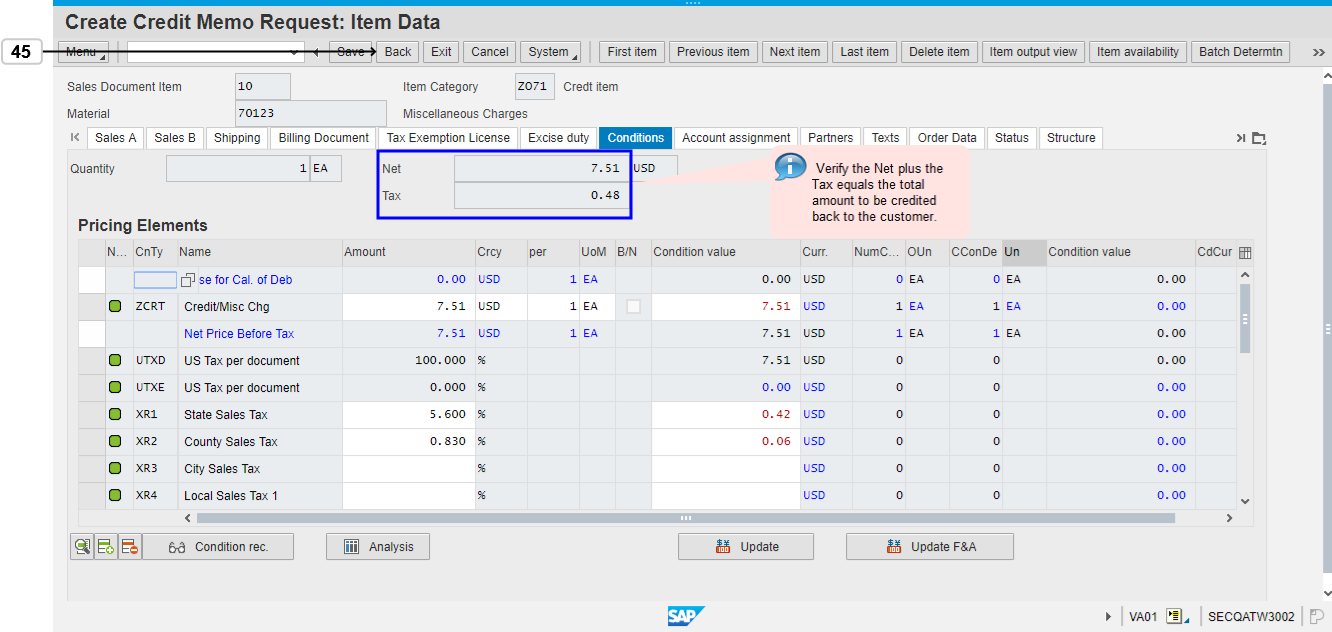 Create Credit Memo Request: Item Data
45
Menu Save Back Exit Cancel System First item Previous item Next item Last item Delete item Item output view Item availability Batch Determtn >>
Sales Document Item 10 Item Category ZO71 Credt item
Material 70123 Miscellaneous Charges
Sales A Sales B Shipping Billing Document Tax Exemption License Excise duty Conditions Account assignment Partners Texts Order Data Status Structure
Quantity 1 EA Net 7.51 USD
Tax 0.48
Verify the Net plus the
Tax equals the total
amount to be credited
back to the customer.
Pricing Elements
N... CnTy Name Amount Crcy per UoM B/N Condition value Curr. NumC... OUn CConDe Un Condition value CdCur
se for Cal. of Deb 0.00 USD 1 EA 0.00 USD 0 EA 0 EA 0.00
ZCRT Credit/Misc Chg 7.51 USD 1 EA 7.51 USD 1 EA 1 EA 0.00
Net Price Before Tax 7.51 USD 1 EA 7.51 USD 1 EA 1 EA 0.00
UTXD US Tax per document 100.000 % 7.51 USD 0 0 0.00
UTXE US Tax per document 0.000 % 0.00 USD 0 0 0.00
XR1 State Sales Tax 5.600 % 0.42 USD 0 0 0.00
XR2 County Sales Tax 0.830 % 0.06 USD 0 0 0.00
XR3 City Sales Tax % USD 0 0 0.00
XR4 Local Sales Tax 1 % USD 0 0 0.00
Condition rec. Analysis Update Update F&A
SAP VA01 SECQATW3002